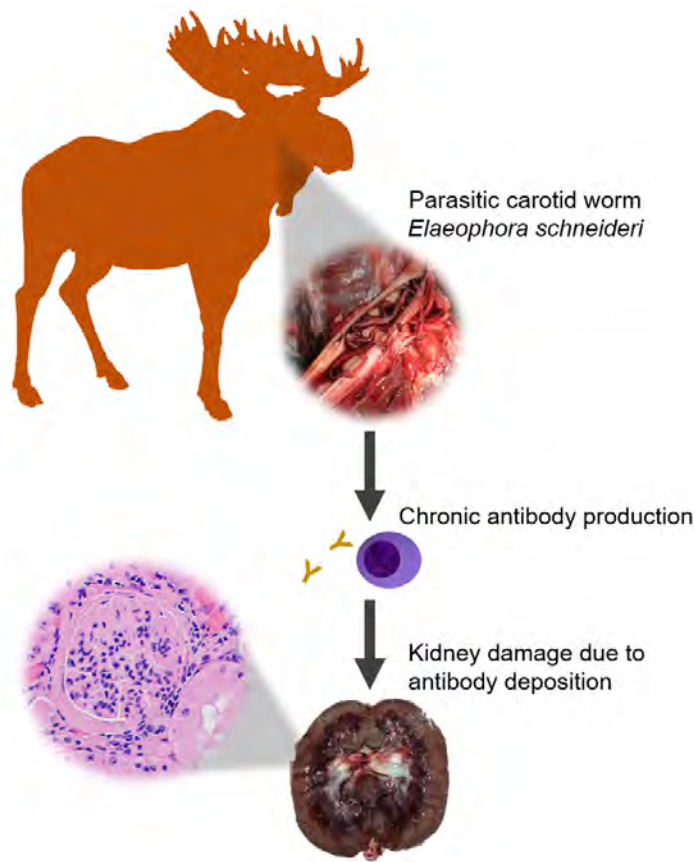 Parasitic carotid worm
Elaeophora schneideri
Chronic antibody production
Kidney damage due to
antibody deposition